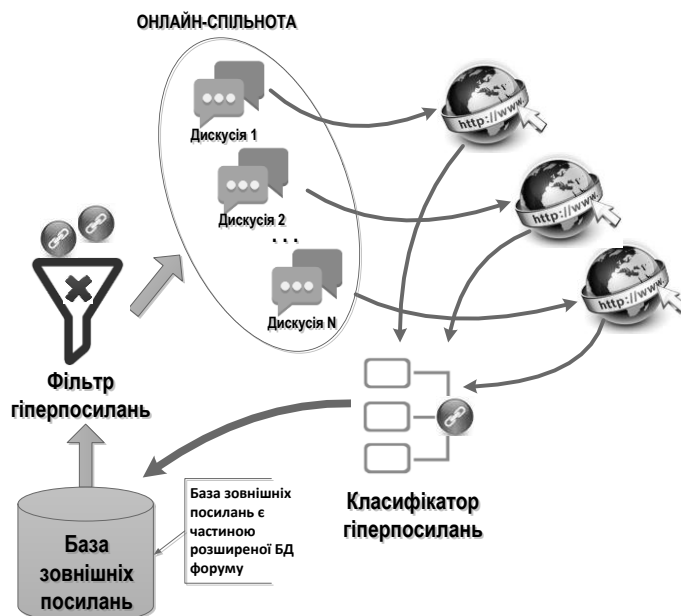 ОНЛАЙН-СПІЛЬНОТА
Дискусія 1
http://www.
Дискусія 2
http://www.
. . .
Дискусія N
http://www.
Фільтр
гіперпосилань
Класифікатор
гіперпосилань
База зовнішніх
посилань є
частиною
розширеної БД
форуму
База
зовнішніх
посилань